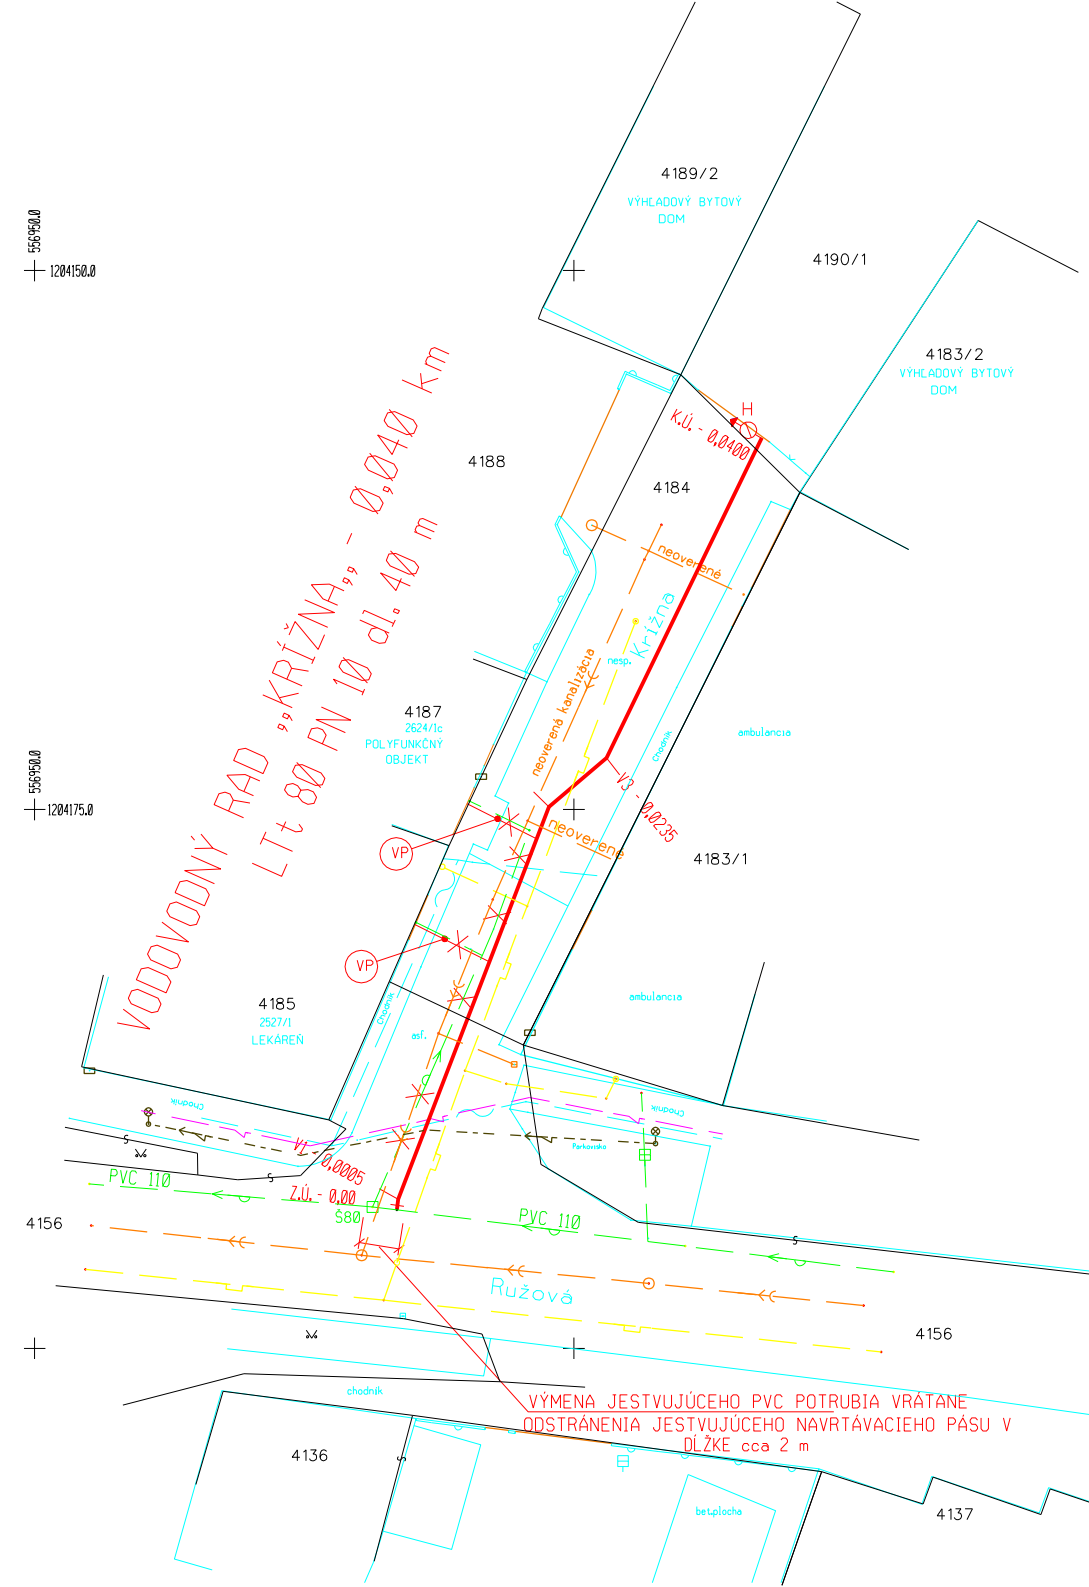 4189/2
VÝHĽADOVÝ BYTOVÝ
DOM
556950.0
1204150.0
4190/1
4183/2
VÝHĽADOVÝ BYTOVÝ
DOM
H
K.Ú. - 0,0400
4188
4184
neoverené
Krížna
nesp.
neoverená kanalizácia
VODOVODNÝ RAD „KRÍŽNA„ - 0,040 km
LTt 80 PN 10 dl. 40 m
4187
2624/1c
POLYFUNKČNÝ
OBJEKT
Chodník
ambulancia
V3 - 0,0235
556950.0
1204175.0
neoverené
VP
4183/1
VP
ambulancia
4185
2527/1
LEKÁREŇ
Chodník
asf.
Chodník
Chodník
Parkovisko
V1 - 0,0005
Z.Ú. - 0,00
PVC 110
Š80
PVC 110
4156
Ružová
4156
chodník
VÝMENA JESTVUJÚCEHO PVC POTRUBIA VRÁTANE
ODSTRÁNENIA JESTVUJÚCEHO NAVRTÁVACIEHO PÁSU V
DĹŽKE cca 2 m
4136
bet.plocha
4137